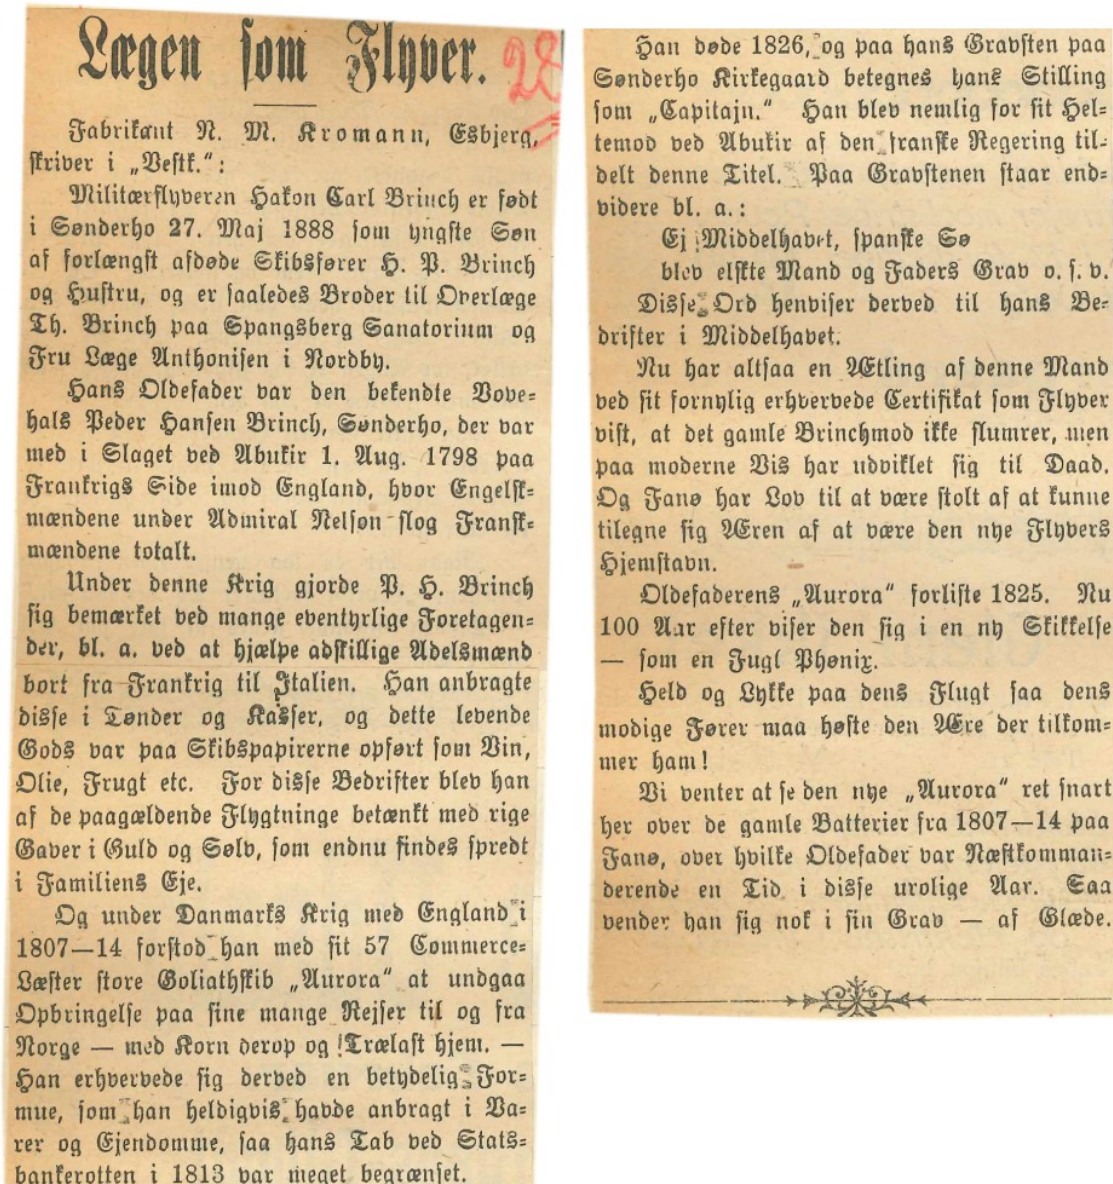 Lægen som Flyver.
28
Fabrikant N. M. Kromann, Esbjerg,
skriver i „Vestk.“:
Militærflyveren Hakon Carl Brinch er født
i Sønderho 27. Maj 1888 som yngste Søn
af forlængst afdøde Skibsfører H. P. Brinch
og Hustru, og er saaledes Broder til Overlæge
Th. Brinch paa Spangsberg Sanatorium og
Fru Læge Anthonisen i Nordby.
Hans Oldefader var den bekendte Vove-
hals Peder Hansen Brinch, Sønderho, der var
med i Slaget ved Abukir 1. Aug. 1798 paa
Frankrigs Side imod England, hvor Engelsk-
mændene under Admiral Nelson slog Fransk-
mændene totalt.
Under denne Krig gjorde P. H. Brinch
sig bemærket ved mange eventyrlige Foretagen-
der, bl. a. ved at hjælpe adskillige Adelsmænd
bort fra Frankrig til Italien. Han anbragte
disse i Tønder og Kasser, og dette levende
Gods var paa Skibspapirerne opført som Vin,
Olie, Frugt etc. For disse Bedrifter blev han
af de paagældende Flygtninge betænkt med rige
Gaver i Guld og Sølv, som endnu findes spredt
i Familiens Eje.
Og under Danmarks Krig med England i
1807—14 forstod han med sit 57 Commerce-
Læster store Goliathskib „Aurora“ at undgaa
Opbringelse paa sine mange Rejser til og fra
Norge — med Korn derop og Trælast hjem. —
Han erhvervede sig derved en betydelig For-
mue, som han heldigvis havde anbragt i Va-
rer og Ejendomme, saa hans Tab ved Stats-
bankerotten i 1813 var meget begrænset.
Han døde 1826, og paa hans Gravsten paa
Sønderho Kirkegaard betegnes hans Stilling
som „Capitajn.“ Han blev nemlig for sit Hel-
temod ved Abukir af den franske Regering til-
delt denne Titel. Paa Gravstenen staar end-
videre bl. a.:
Ej Middelhavet, spanske Sø
blev elskte Mand og Faders Grav o. s. v.
Disse Ord henviser derved til hans Be-
drifter i Middelhavet.
Nu har altsaa en Ætling af denne Mand
ved sit fornylig erhvervede Certifikat som Flyver
vist, at det gamle Brinchmod ikke slumrer, men
paa moderne Vis har udviklet sig til Daad.
Og Fanø har Lov til at være stolt af at kunne
tilegne sig Æren af at være den nye Flyvers
Hjemstavn.
Oldefaderens „Aurora“ forliste 1825. Nu
100 Aar efter viser den sig i en ny Skikkelse
— som en Fugl Phønix.
Held og Lykke paa dens Flugt saa dens
modige Fører maa høste den Ære der tilkom-
mer ham!
Vi venter at se den nye „Aurora“ ret snart
her over de gamle Batterier fra 1807—14 paa
Fanø, over hvilke Oldefader var Næstkomman-
derende en Tid i disse urolige Aar. Saa
vender han sig nok i sin Grav — af Glæde.